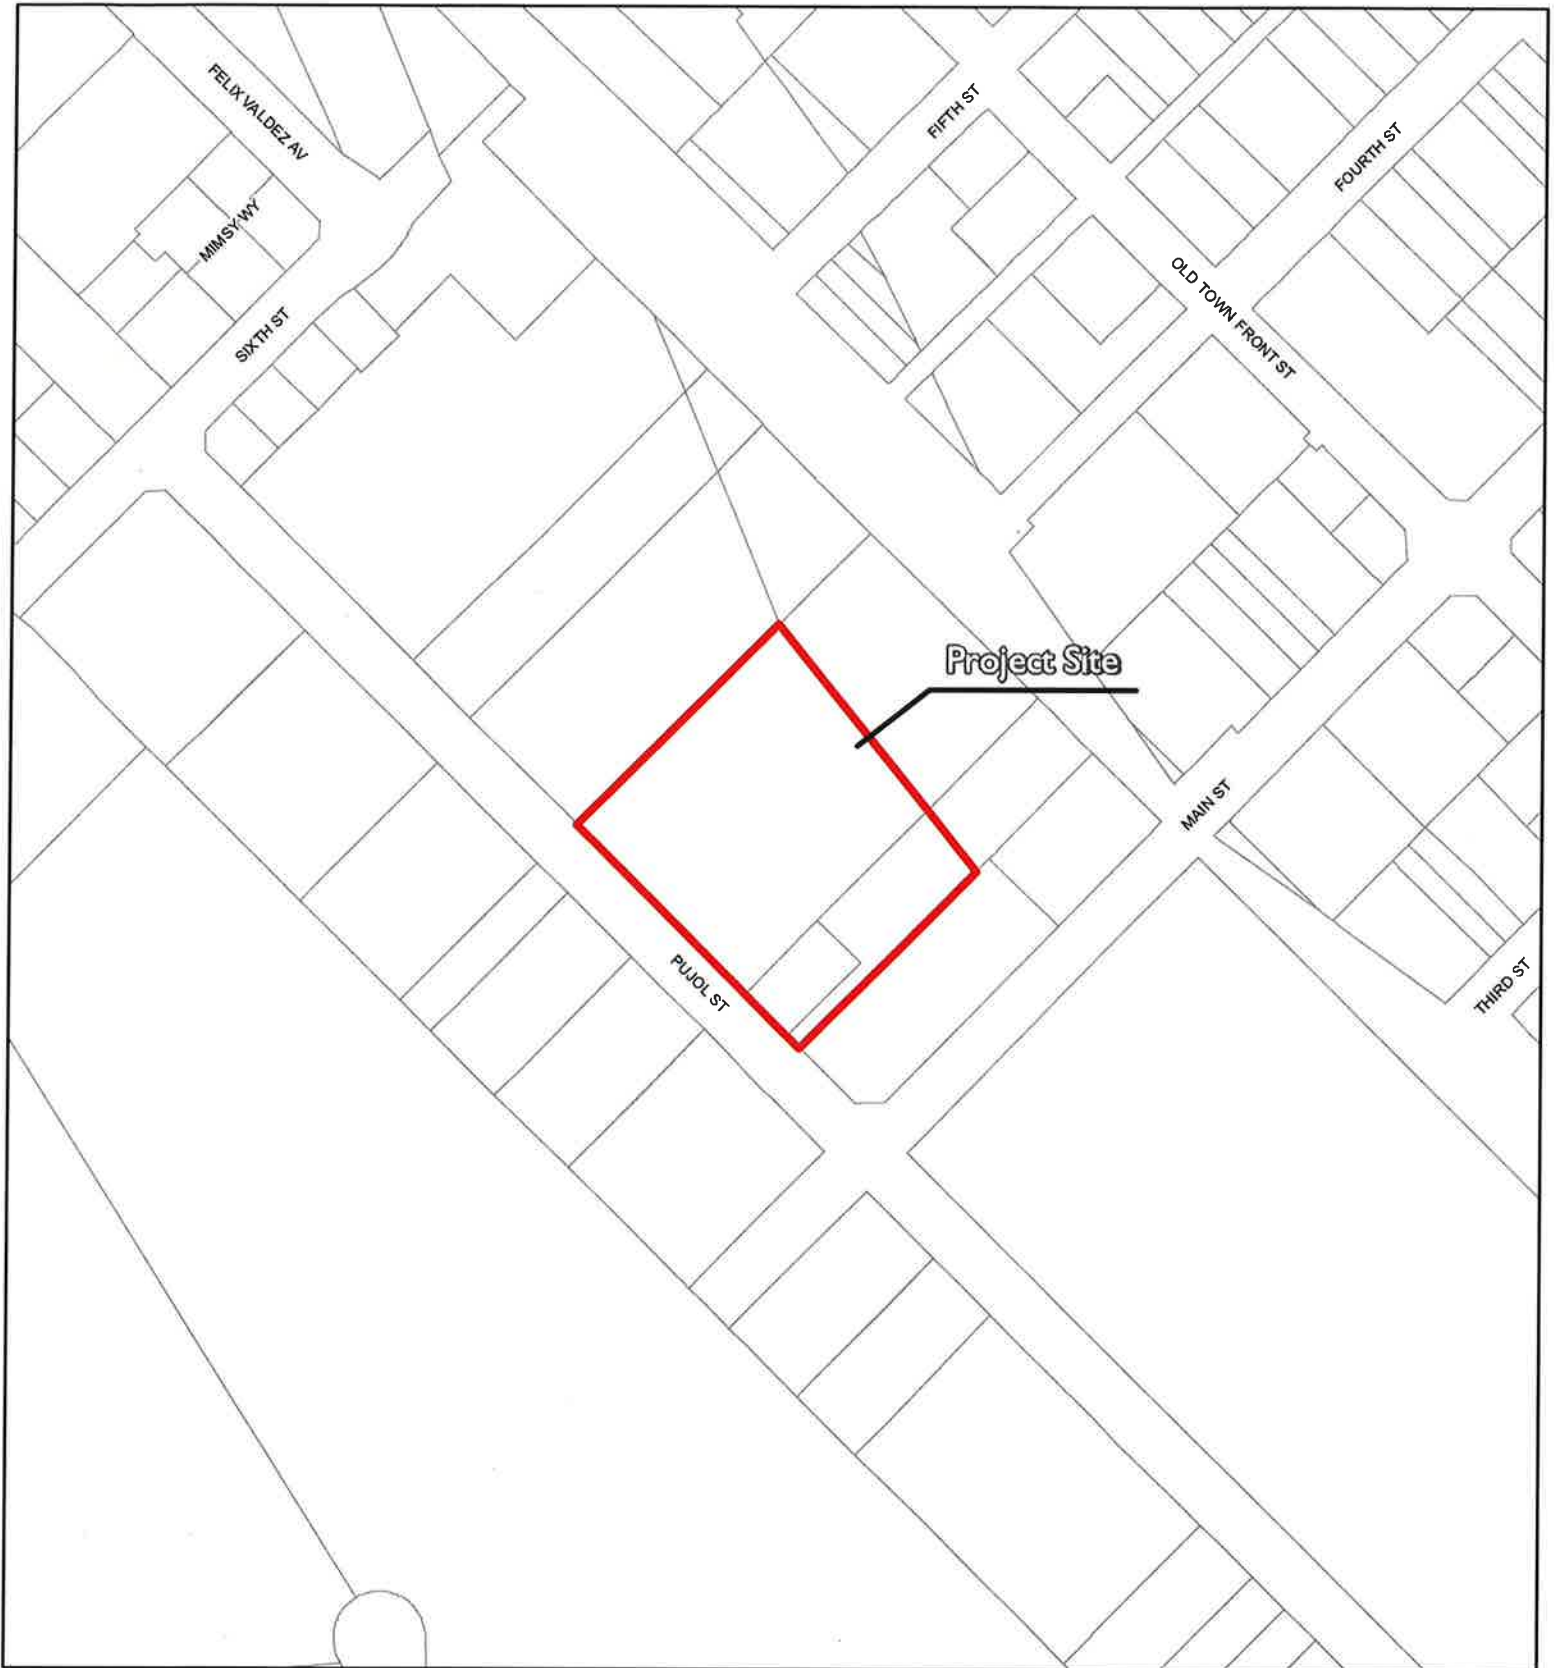 FELIX VALDEZ AV
FIFTH ST
FOURTH ST
MIMSY WY
OLD TOWN FRONT ST
SIXTH ST
Project Site
MAIN ST
PUJOL ST
THIRD ST